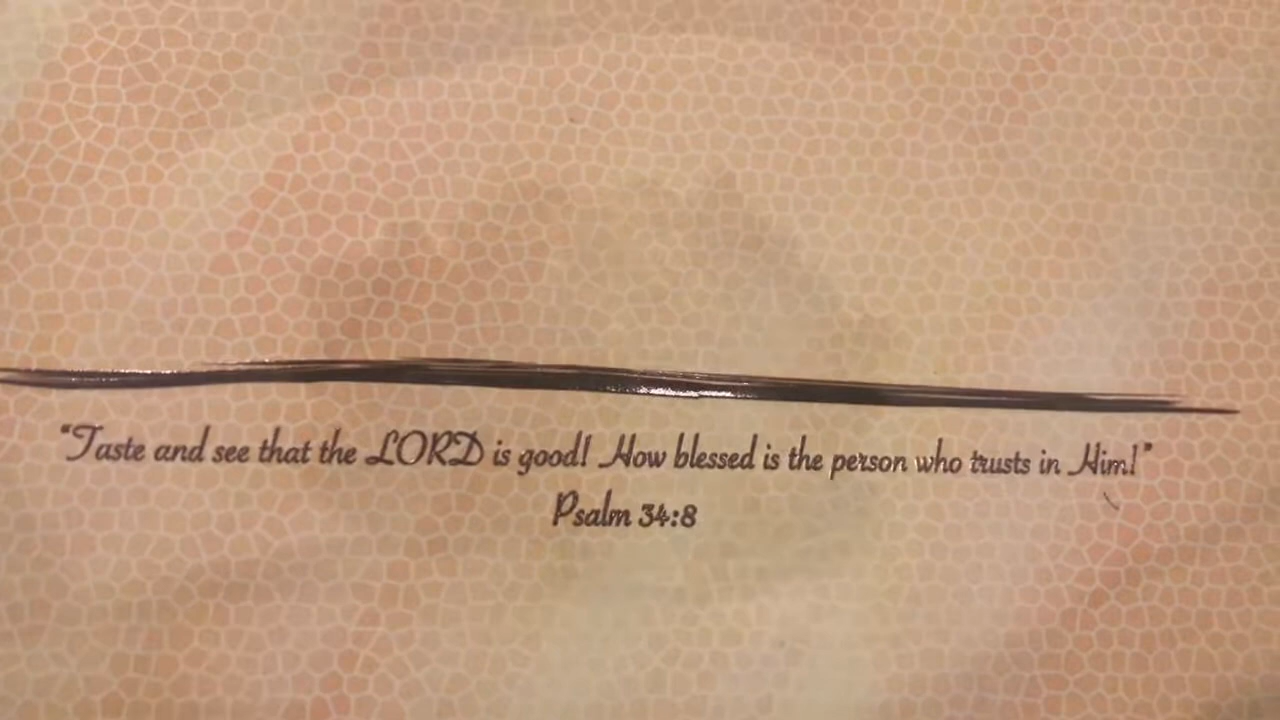 “Taste and see that the LORD is good! How blessed is the person who trusts in Him!”
Psalm 34:8